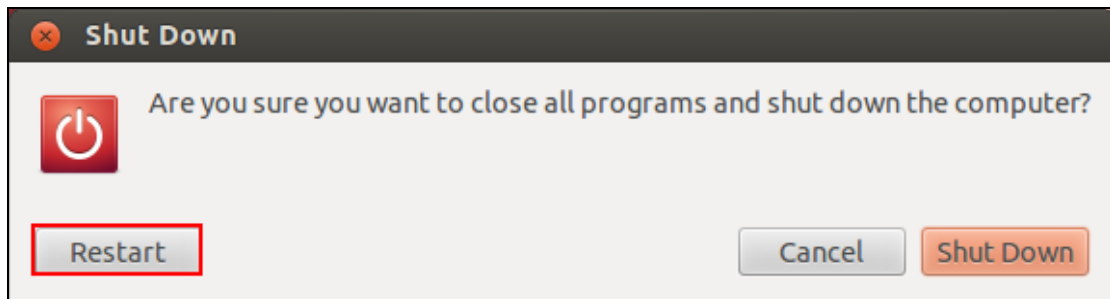 Shut Down
Are you sure you want to close all programs and shut down the computer?
Restart
Cancel
Shut Down